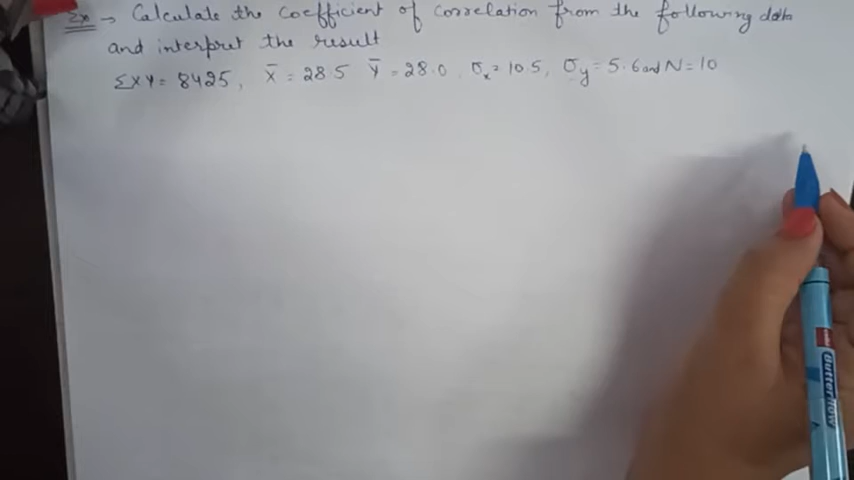 Ex → Calculate the coefficient of correlation from the following data
and interpret the result
ΣXY = 8425, X̄ = 28.5 Ȳ = 28.0, σx = 10.5, σy = 5.6 and N = 10
Butterflow